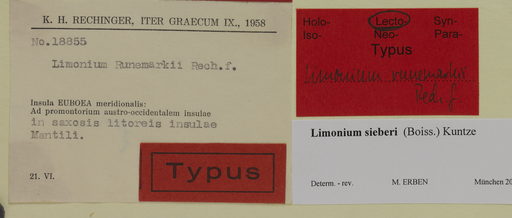 K. H. RECHINGER, ITER GRAECUM IX., 1958
No.18855
Limonium Runemarkii Rech.f.
Insula EUBOEA meridionalis:
Ad promontorium austro-occidentalem insulae
in saxosis litoreis insulae
Mantili.
21. VI.
Typus
Holo- Lecto- Syn-
Iso- Neo- Para-
Typus
Limonium runemarkii
Rech. f.
Limonium sieberi (Boiss.) Kuntze
Determ. - rev. M. ERBEN München 20